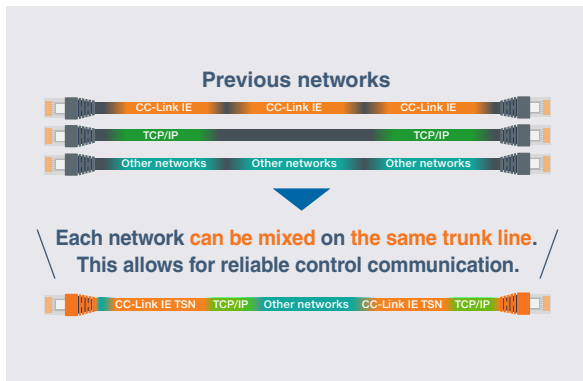 Previous networks
CC-Link IE CC-Link IE CC-Link IE
TCP/IP TCP/IP
Other networks Other networks Other networks
Each network can be mixed on the same trunk line.
This allows for reliable control communication.
CC-Link IE TSN TCP/IP Other networks CC-Link IE TSN TCP/IP